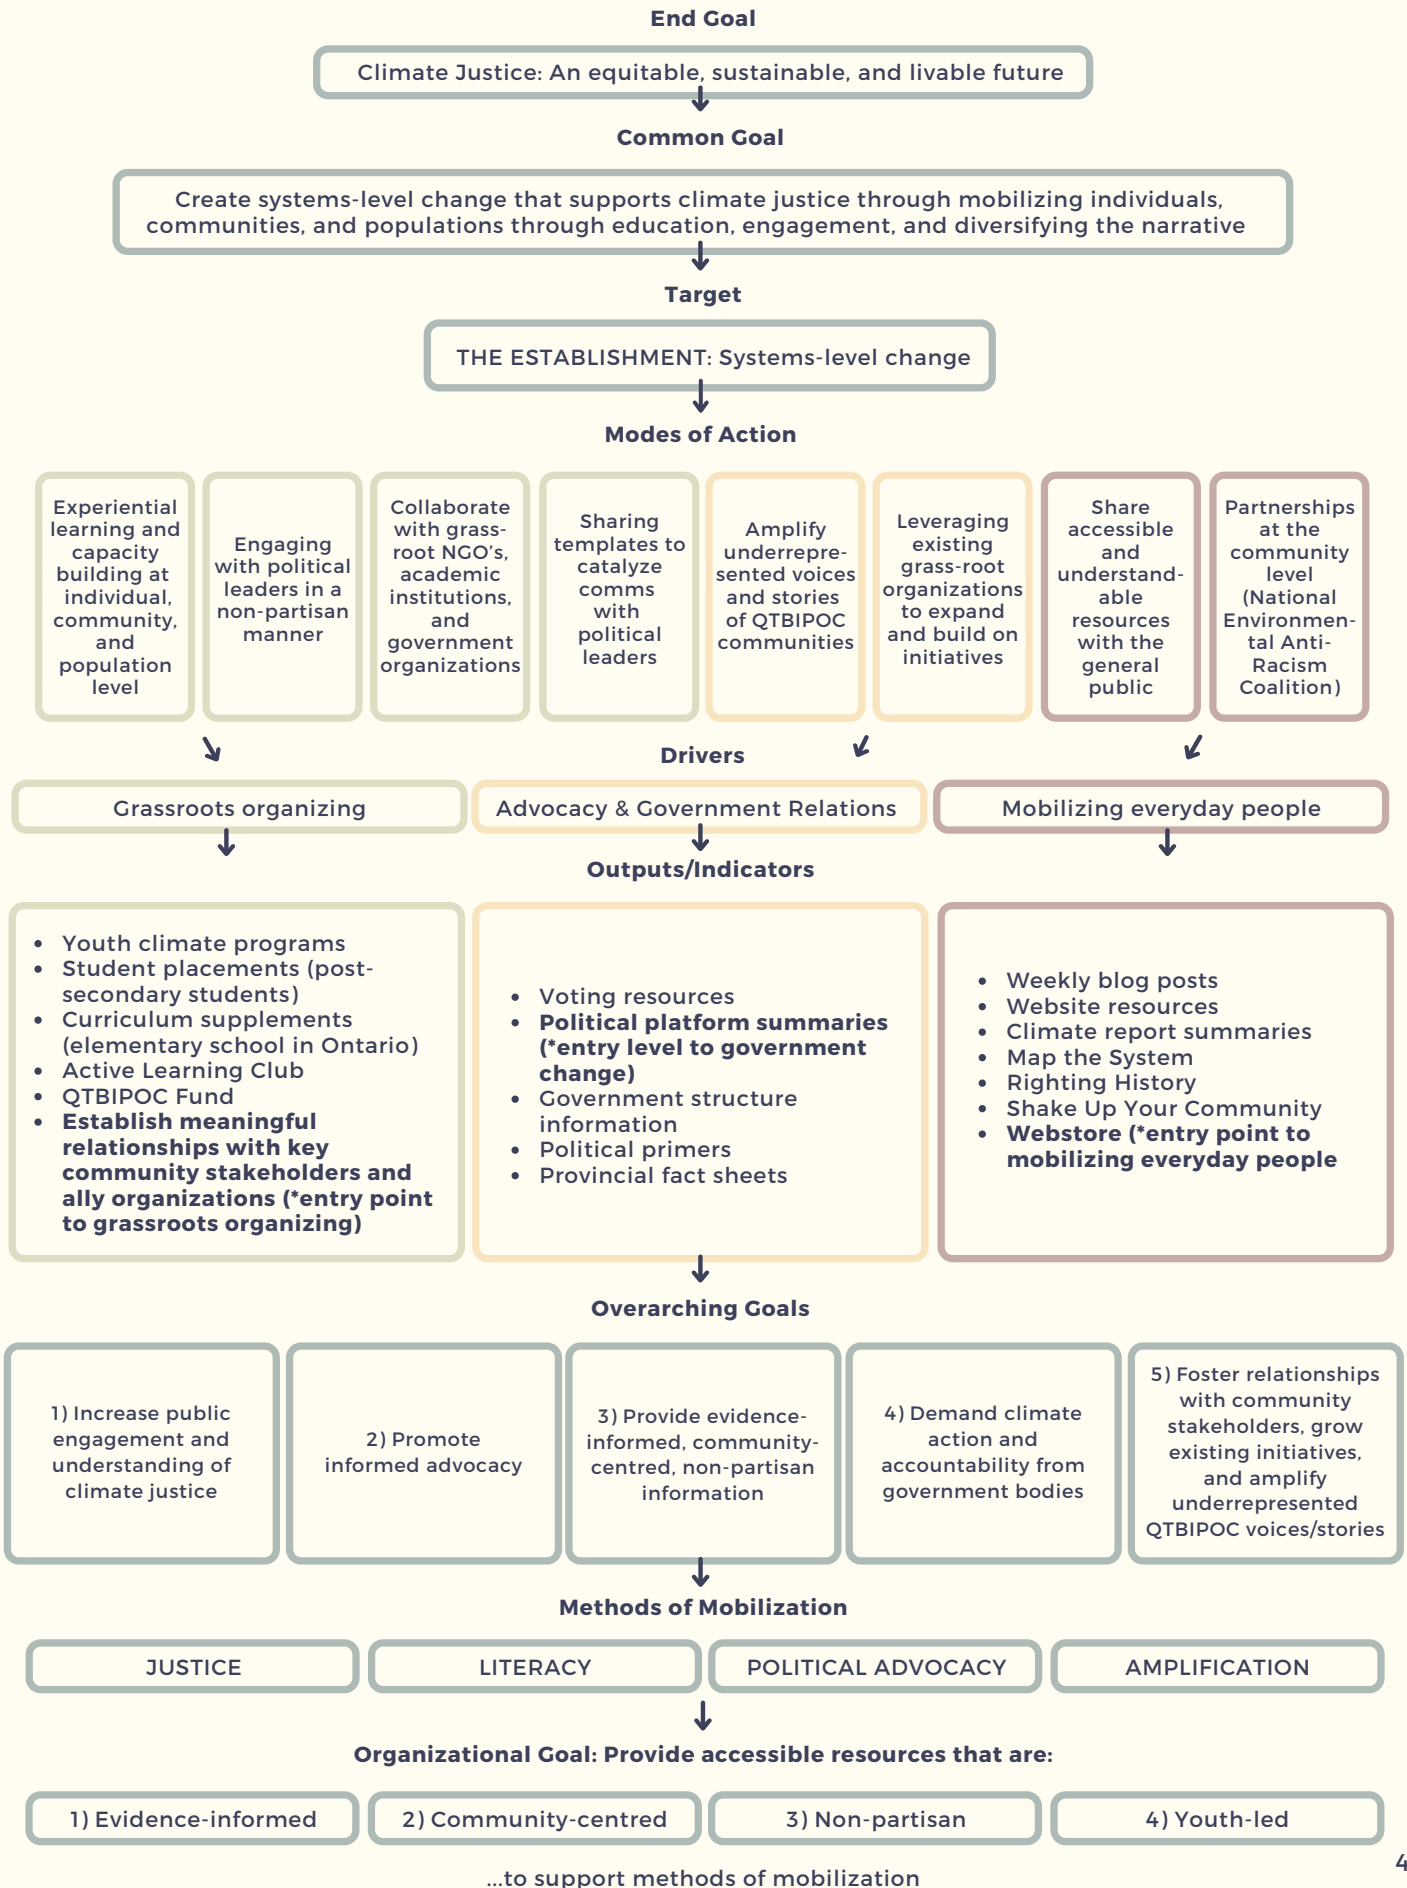 End Goal
Climate Justice: An equitable, sustainable, and livable future
Common Goal
Create systems-level change that supports climate justice through mobilizing individuals,
communities, and populations through education, engagement, and diversifying the narrative
Target
THE ESTABLISHMENT: Systems-level change
Modes of Action
Experiential
learning and
capacity
building at
individual,
community,
and
population
level
Engaging
with political
leaders in a
non-partisan
manner
Collaborate
with grass-
root NGO's,
academic
institutions,
and
government
organizations
Sharing
templates to
catalyze
comms
with
political
leaders
Amplify
underrepre-
sented voices
and stories
of QTBIPOC
communities
Leveraging
existing
grass-root
organizations
to expand
and build on
initiatives
Share
accessible
and
understand-
able
resources
with the
general
public
Partnerships
at the
community
level
(National
Environmen-
tal Anti-
Racism
Coalition)
Drivers
Grassroots organizing
Advocacy & Government Relations
Mobilizing everyday people
Outputs/Indicators
• Youth climate programs
• Student placements (post-
secondary students)
• Curriculum supplements
(elementary school in Ontario)
• Active Learning Club
• QTBIPOC Fund
• Establish meaningful
relationships with key
community stakeholders and
ally organizations (*entry point
to grassroots organizing)
• Voting resources
• Political platform summaries
(*entry level to government
change)
• Government structure
information
• Political primers
• Provincial fact sheets
• Weekly blog posts
• Website resources
• Climate report summaries
• Map the System
• Righting History
• Shake Up Your Community
• Webstore (*entry point to
mobilizing everyday people
Overarching Goals
1) Increase public
engagement and
understanding of
climate justice
2) Promote
informed advocacy
3) Provide evidence-
informed, community-
centred, non-partisan
information
4) Demand climate
action and
accountability from
government bodies
5) Foster relationships
with community
stakeholders, grow
existing initiatives,
and amplify
underrepresented
QTBIPOC voices/stories
Methods of Mobilization
JUSTICE
LITERACY
POLITICAL ADVOCACY
AMPLIFICATION
Organizational Goal: Provide accessible resources that are:
1) Evidence-informed
2) Community-centred
3) Non-partisan
4) Youth-led
...to support methods of mobilization
4